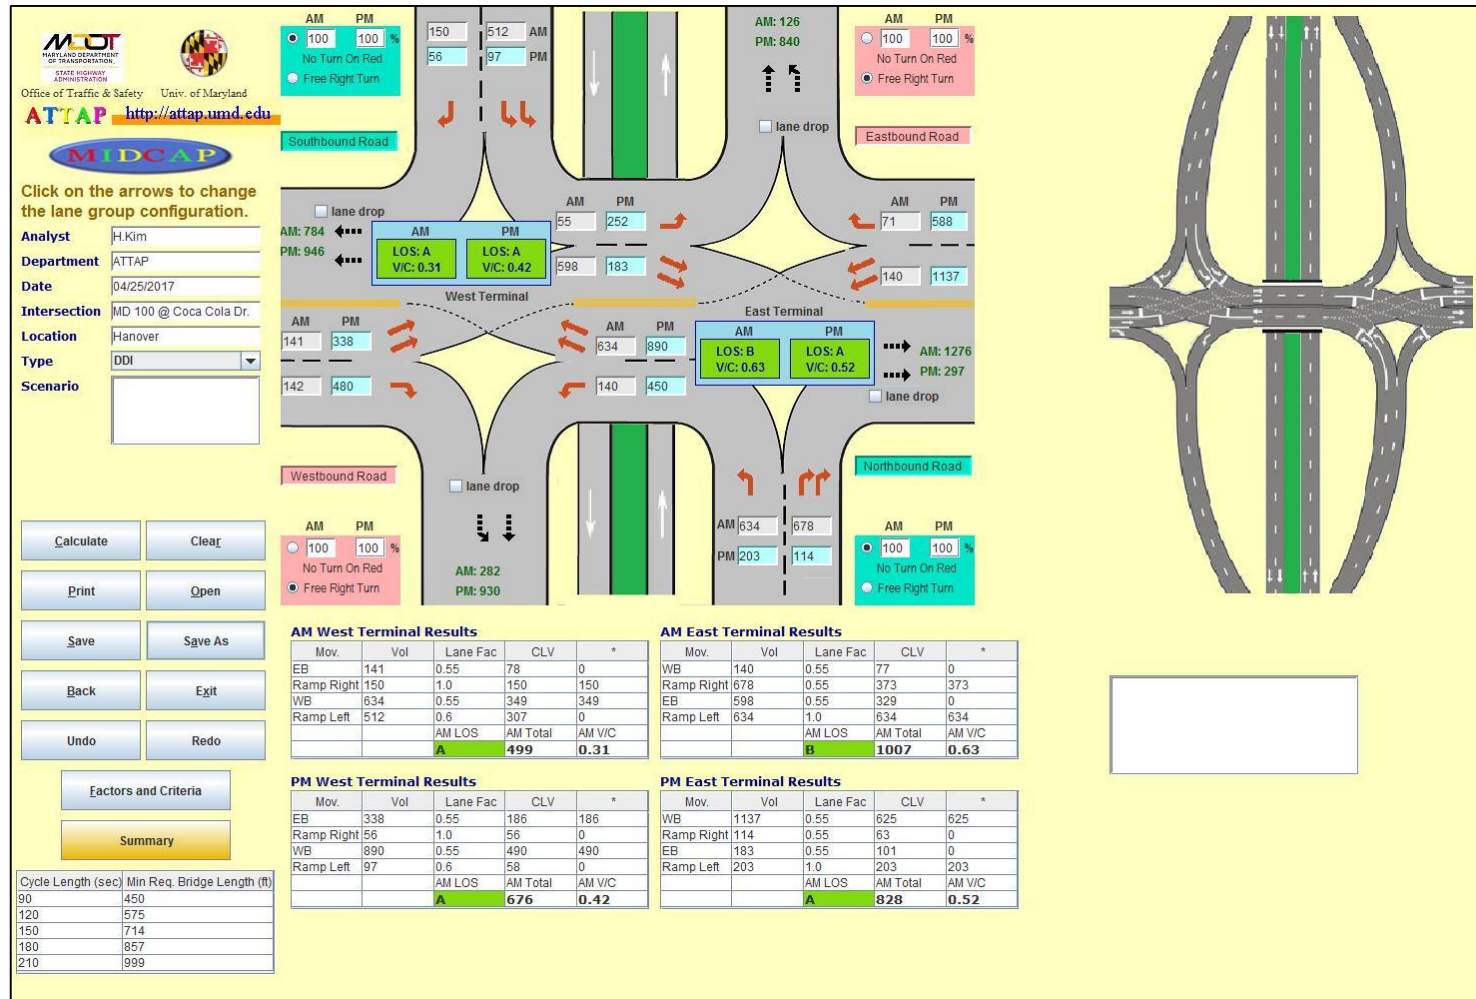 MDOT
MARYLAND DEPARTMENT
OF TRANSPORTATION.
STATE HIGHWAY
ADMINISTRATION
Office of Traffic & Safety Univ. of Maryland
ATTAP http://attap.umd.edu
MIDCAP
Click on the arrows to change
the lane group configuration.
Analyst H.Kim
Department ATTAP
Date 04/25/2017
Intersection MD 100 @ Coca Cola Dr.
Location Hanover
Type DDI
Scenario
Calculate Clear
Print Open
Save Save As
Back Exit
Undo Redo
Factors and Criteria
Summary
Cycle Length (sec) Min Req. Bridge Length (ft)
90 450
120 575
150 714
180 857
210 999
AM PM
100 100 %
No Turn On Red
Free Right Turn
Southbound Road
150 512 AM
56 97 PM
AM: 126
PM: 840
lane drop
AM PM
100 100 %
No Turn On Red
Free Right Turn
Eastbound Road
lane drop
AM: 784
PM: 946
AM PM
LOS: A LOS: A
V/C: 0.31 V/C: 0.42
West Terminal
AM PM
55 252
598 183
AM PM
71 588
140 1137
AM PM
141 338
142 480
AM PM
634 890
140 450
East Terminal
AM PM
LOS: B LOS: A
V/C: 0.63 V/C: 0.52
AM: 1276
PM: 297
lane drop
Westbound Road
lane drop
AM PM
100 100 %
No Turn On Red
Free Right Turn
AM: 282
PM: 930
AM 634 678
PM 203 114
Northbound Road
AM PM
100 100 %
No Turn On Red
Free Right Turn
AM West Terminal Results
Mov. Vol Lane Fac CLV *
EB 141 0.55 78 0
Ramp Right 150 1.0 150 150
WB 634 0.55 349 349
Ramp Left 512 0.6 307 0
AM LOS AM Total AM V/C
A 499 0.31
AM East Terminal Results
Mov. Vol Lane Fac CLV *
WB 140 0.55 77 0
Ramp Right 678 0.55 373 373
EB 598 0.55 329 0
Ramp Left 634 1.0 634 634
AM LOS AM Total AM V/C
B 1007 0.63
PM West Terminal Results
Mov. Vol Lane Fac CLV *
EB 338 0.55 186 186
Ramp Right 56 1.0 56 0
WB 890 0.55 490 490
Ramp Left 97 0.6 58 0
AM LOS AM Total AM V/C
A 676 0.42
PM East Terminal Results
Mov. Vol Lane Fac CLV *
WB 1137 0.55 625 625
Ramp Right 114 0.55 63 0
EB 183 0.55 101 0
Ramp Left 203 1.0 203 203
AM LOS AM Total AM V/C
A 828 0.52